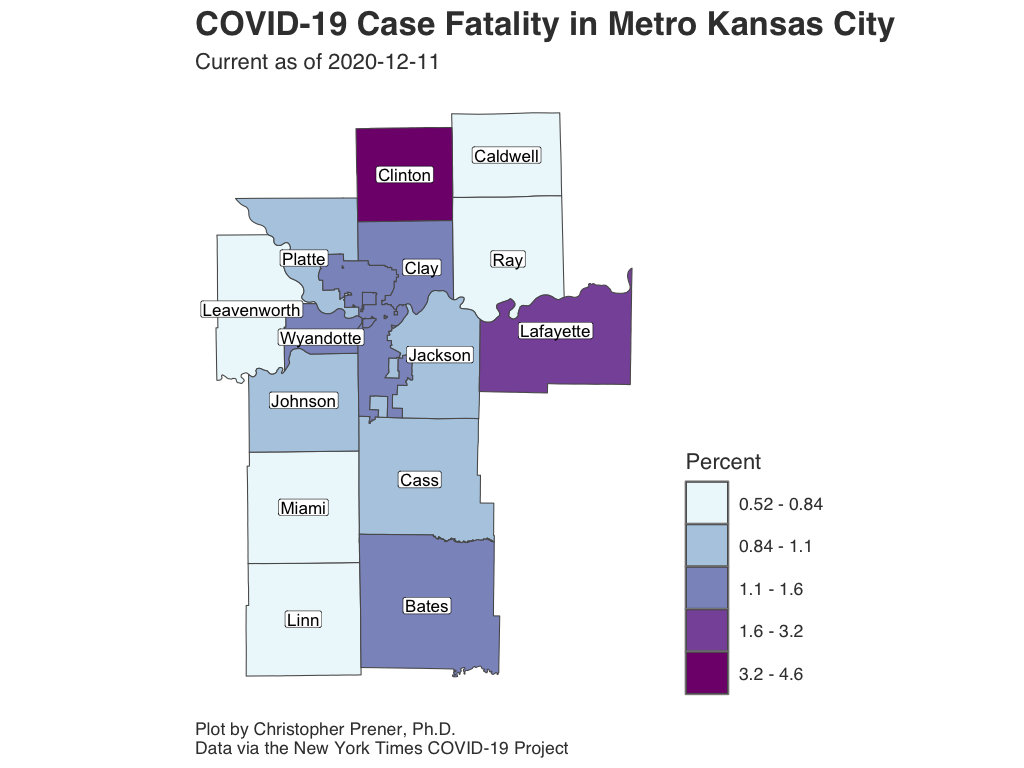 COVID-19 Case Fatality in Metro Kansas City
Current as of 2020-12-11
Caldwell
Clinton
Platte
Clay
Ray
Leavenworth
Wyandotte
Lafayette
Jackson
Johnson
Cass
Miami
Bates
Linn
Percent
0.52 - 0.84
0.84 - 1.1
1.1 - 1.6
1.6 - 3.2
3.2 - 4.6
Plot by Christopher Prener, Ph.D.
Data via the New York Times COVID-19 Project